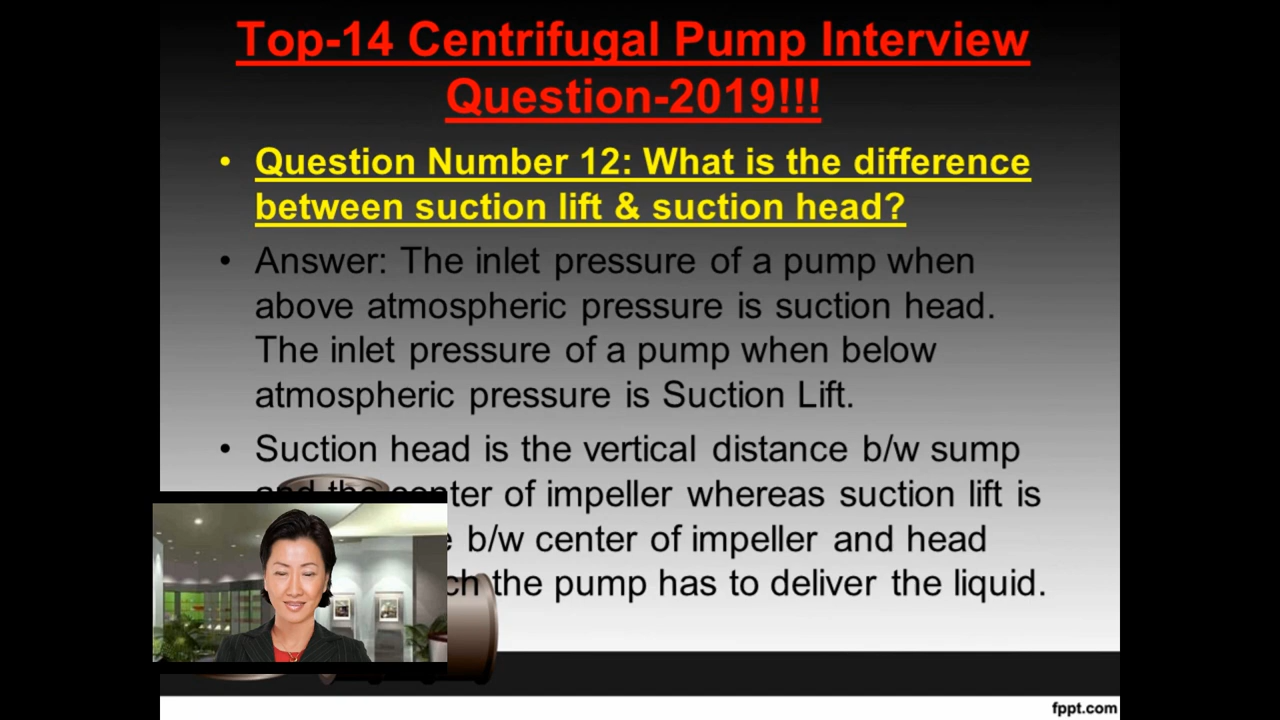 Top-14 Centrifugal Pump Interview
Question-2019!!!
• Question Number 12: What is the difference
between suction lift & suction head?
• Answer: The inlet pressure of a pump when
above atmospheric pressure is suction head.
The inlet pressure of a pump when below
atmospheric pressure is Suction Lift.
• Suction head is the vertical distance b/w sump
and the center of impeller whereas suction lift is
b/w center of impeller and head
the pump has to deliver the liquid.
fppt.com